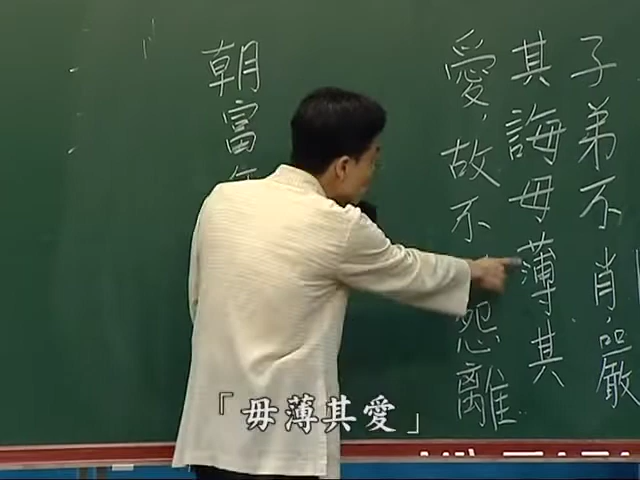 子弟不肖，嚴
其誨毋薄其
愛，故不怨離
朝富
「毋薄其愛」